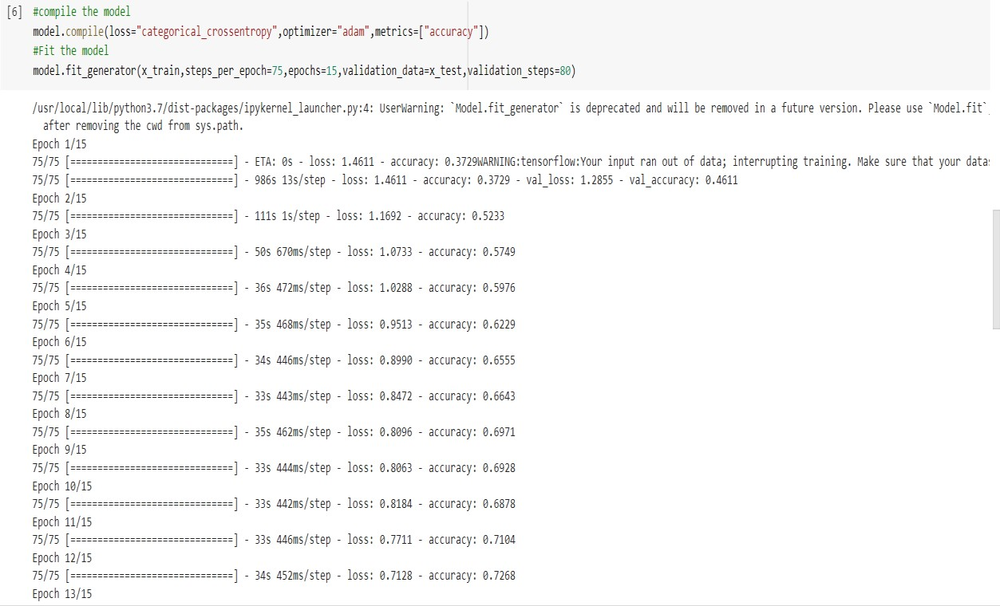 [6] #compile the model
model.compile(loss="categorical_crossentropy",optimizer="adam",metrics=["accuracy"])
#Fit the model
model.fit_generator(x_train,steps_per_epoch=75,epochs=15,validation_data=x_test,validation_steps=80)
/usr/local/lib/python3.7/dist-packages/ipykernel_launcher.py:4: UserWarning: `Model.fit_generator` is deprecated and will be removed in a future version. Please use `Model.fit`,
after removing the cwd from sys.path.
Epoch 1/15
75/75 [==============================] - ETA: 0s - loss: 1.4611 - accuracy: 0.3729WARNING:tensorflow:Your input ran out of data; interrupting training. Make sure that your data
75/75 [==============================] - 986s 13s/step - loss: 1.4611 - accuracy: 0.3729 - val_loss: 1.2855 - val_accuracy: 0.4611
Epoch 2/15
75/75 [==============================] - 111s 1s/step - loss: 1.1692 - accuracy: 0.5233
Epoch 3/15
75/75 [==============================] - 50s 670ms/step - loss: 1.0733 - accuracy: 0.5749
Epoch 4/15
75/75 [==============================] - 36s 472ms/step - loss: 1.0288 - accuracy: 0.5976
Epoch 5/15
75/75 [==============================] - 35s 468ms/step - loss: 0.9513 - accuracy: 0.6229
Epoch 6/15
75/75 [==============================] - 34s 446ms/step - loss: 0.8990 - accuracy: 0.6555
Epoch 7/15
75/75 [==============================] - 33s 443ms/step - loss: 0.8472 - accuracy: 0.6643
Epoch 8/15
75/75 [==============================] - 35s 462ms/step - loss: 0.8096 - accuracy: 0.6971
Epoch 9/15
75/75 [==============================] - 33s 444ms/step - loss: 0.8063 - accuracy: 0.6928
Epoch 10/15
75/75 [==============================] - 33s 442ms/step - loss: 0.8184 - accuracy: 0.6878
Epoch 11/15
75/75 [==============================] - 33s 446ms/step - loss: 0.7711 - accuracy: 0.7104
Epoch 12/15
75/75 [==============================] - 34s 452ms/step - loss: 0.7128 - accuracy: 0.7268
Epoch 13/15